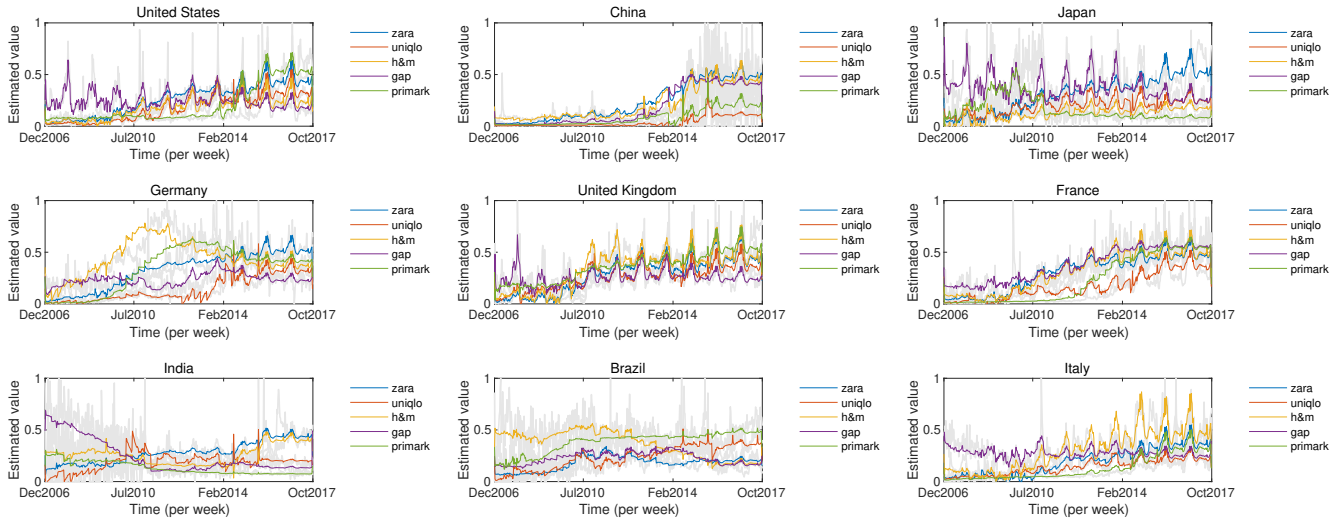 United States
Estimated value
1
0.5
0
Dec2006
Jul2010
Feb2014
Oct2017
Time (per week)
zara
uniqlo
h&m
gap
primark
China
Estimated value
1
0.5
0
Dec2006
Jul2010
Feb2014
Oct2017
Time (per week)
zara
uniqlo
h&m
gap
primark
Japan
Estimated value
1
0.5
0
Dec2006
Jul2010
Feb2014
Oct2017
Time (per week)
zara
uniqlo
h&m
gap
primark
Germany
Estimated value
1
0.5
0
Dec2006
Jul2010
Feb2014
Oct2017
Time (per week)
zara
uniqlo
h&m
gap
primark
United Kingdom
Estimated value
1
0.5
0
Dec2006
Jul2010
Feb2014
Oct2017
Time (per week)
zara
uniqlo
h&m
gap
primark
France
Estimated value
1
0.5
0
Dec2006
Jul2010
Feb2014
Oct2017
Time (per week)
zara
uniqlo
h&m
gap
primark
India
Estimated value
1
0.5
0
Dec2006
Jul2010
Feb2014
Oct2017
Time (per week)
zara
uniqlo
h&m
gap
primark
Brazil
Estimated value
1
0.5
0
Dec2006
Jul2010
Feb2014
Oct2017
Time (per week)
zara
uniqlo
h&m
gap
primark
Italy
Estimated value
1
0.5
0
Dec2006
Jul2010
Feb2014
Oct2017
Time (per week)
zara
uniqlo
h&m
gap
primark